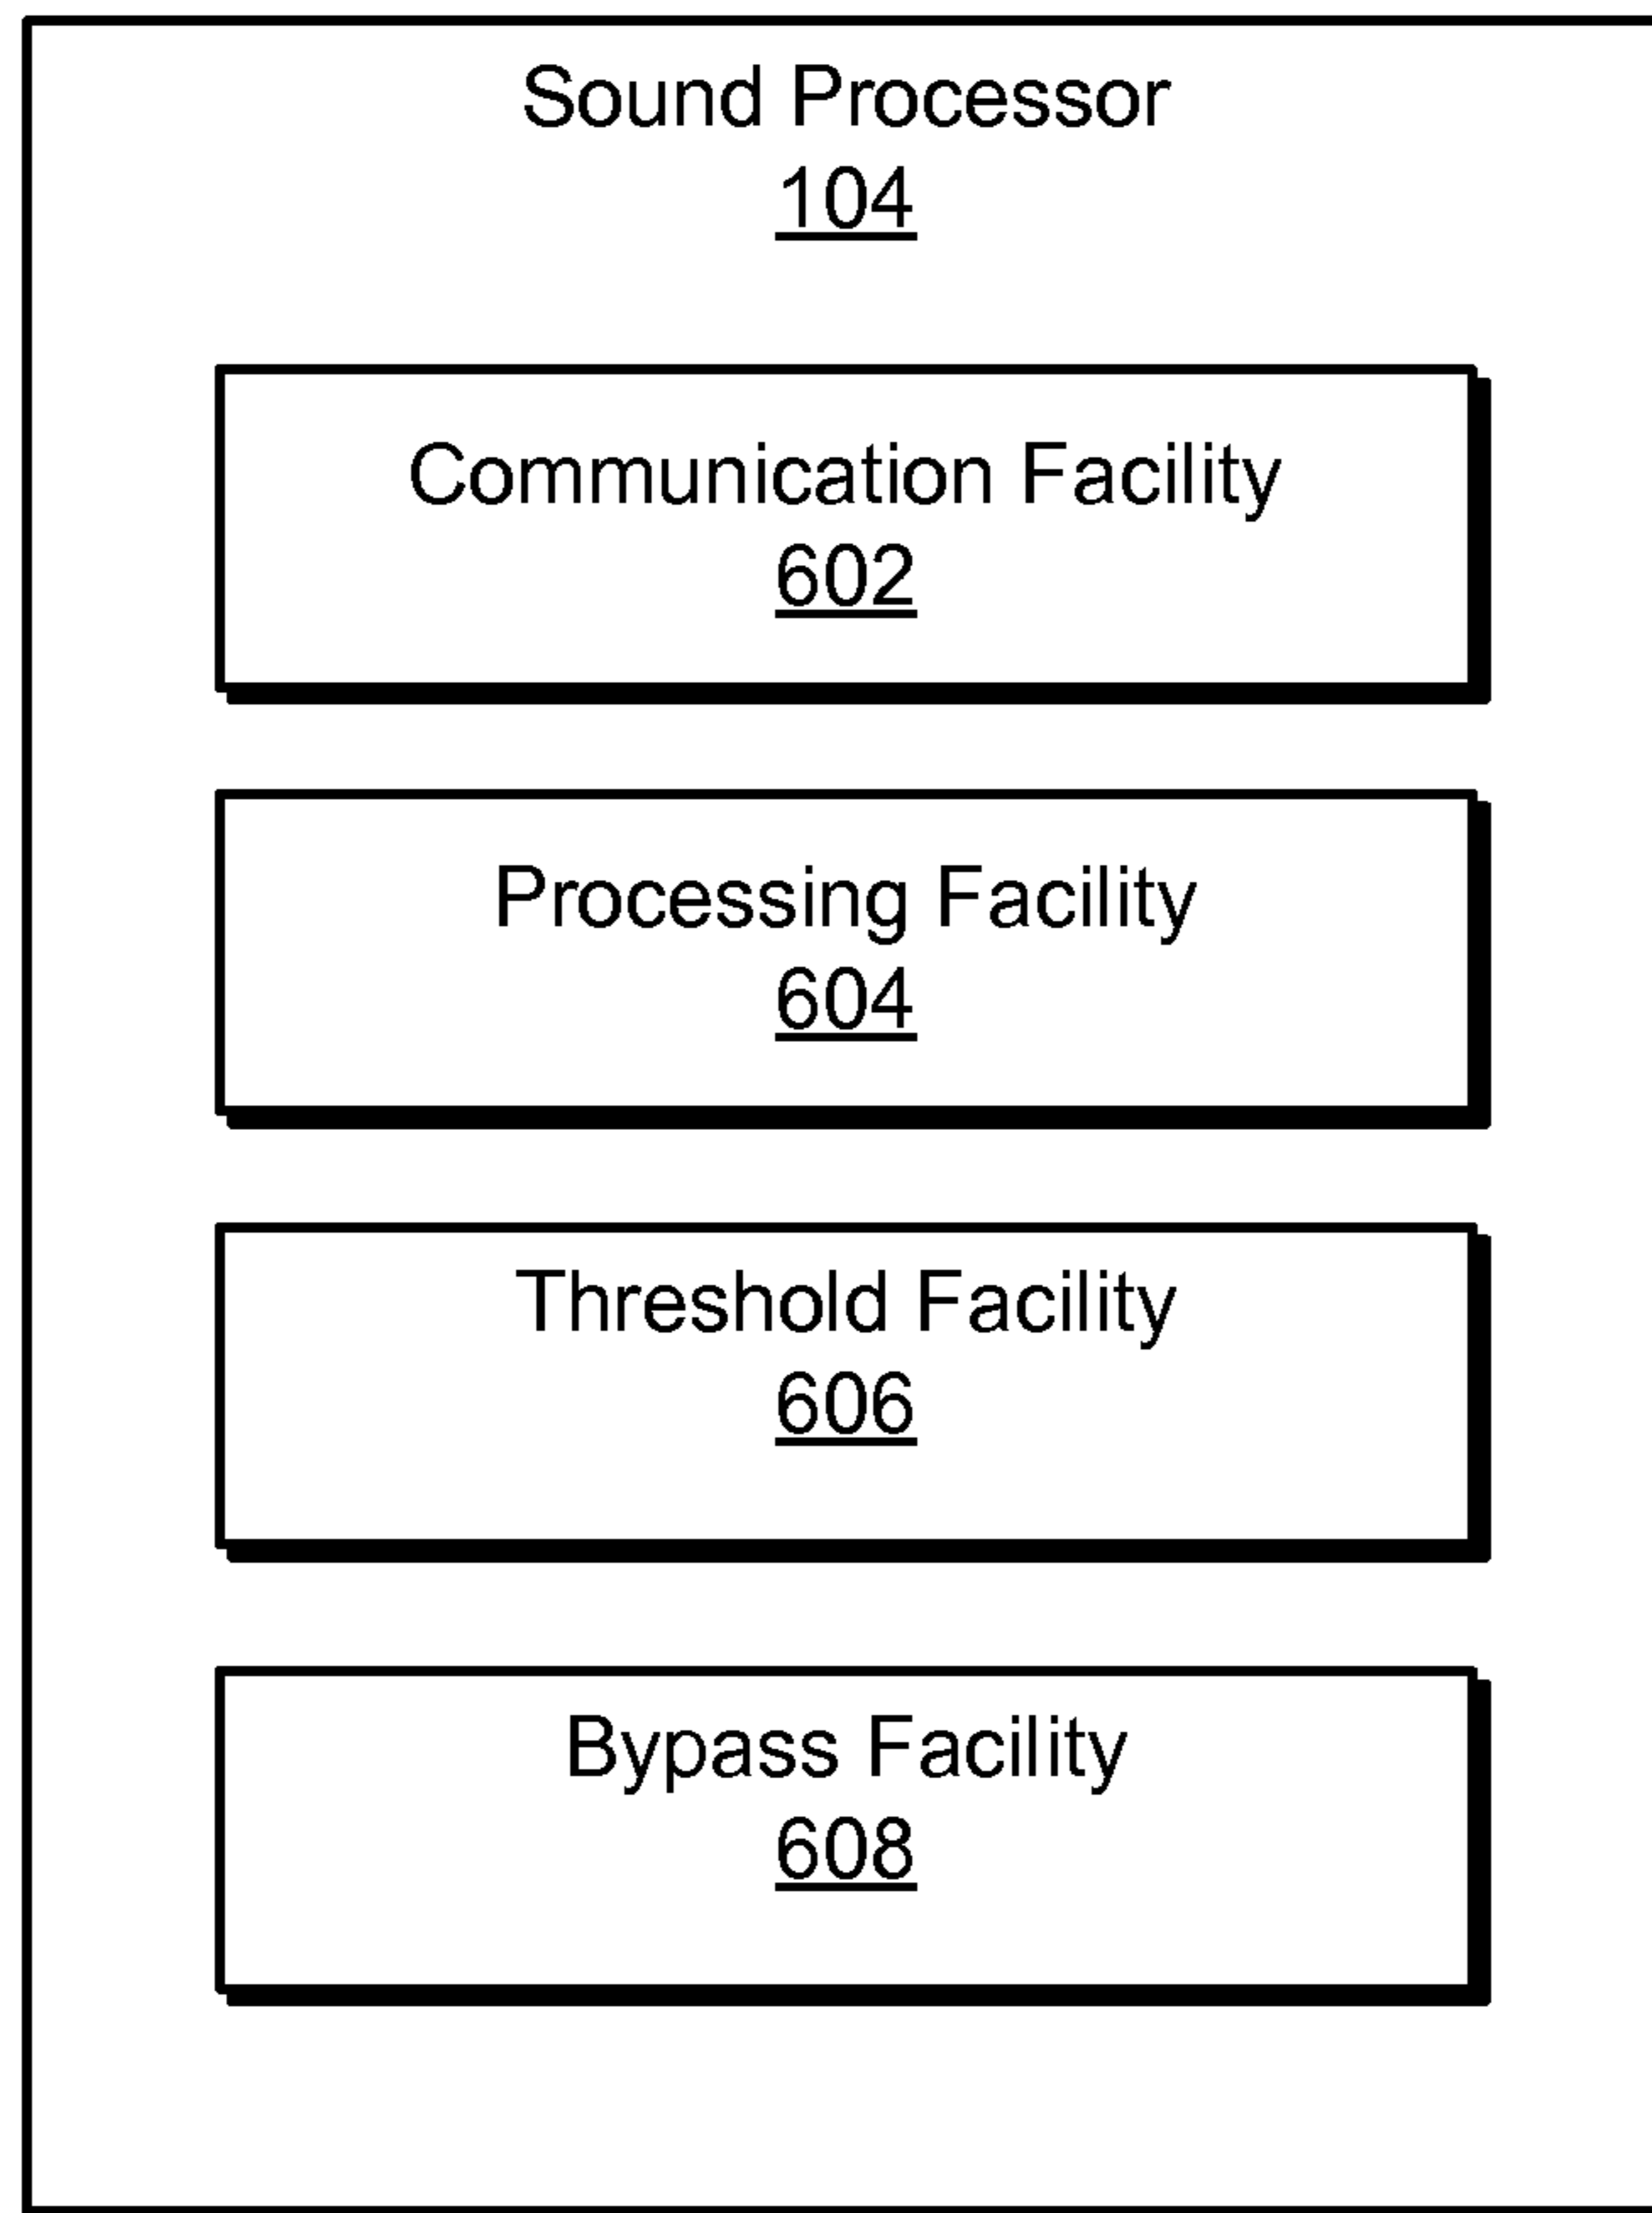 Sound Processor
104
Communication Facility
602
Processing Facility
604
Threshold Facility
606
Bypass Facility
608